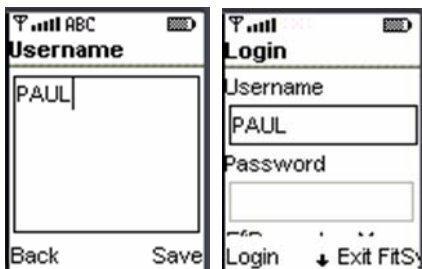 ABC
Username
PAUL
Back Save
Login
Username
PAUL
Password
Login Exit FitSy